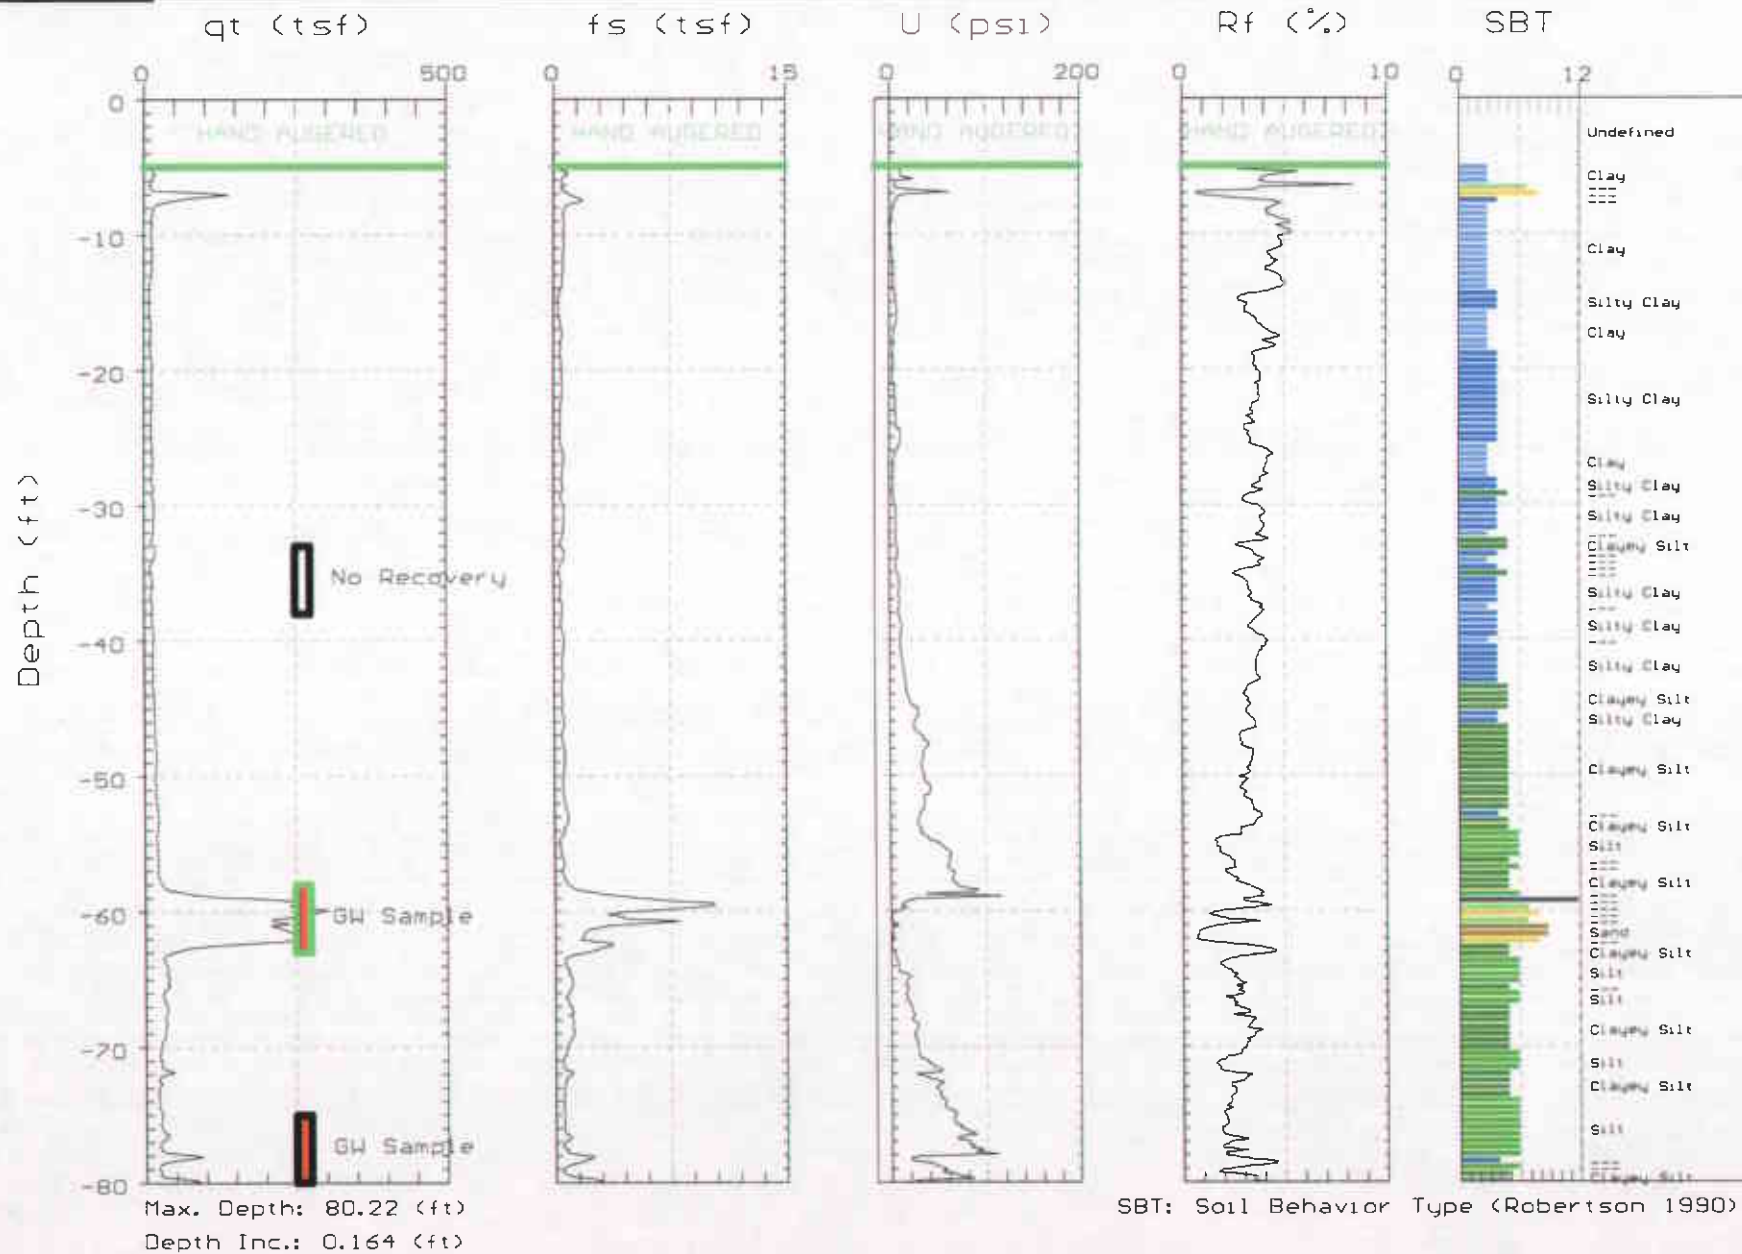 qt (tsf)
fs (tsf)
U (psi)
Rf (%)
SBT
0 500
0 15
0 200
0 10
0 12
0
-10
-20
-30
-40
-50
-60
-70
-80
Depth (ft)
HAND AUGERED
HAND AUGERED
HAND AUGERED
HAND AUGERED
No Recovery
GW Sample
GW Sample
Undefined
Clay
Clay
Silty Clay
Clay
Silty Clay
Clay
Silty Clay
Silty Clay
Clayey Silt
Silty Clay
Silty Clay
Silty Clay
Clayey Silt
Silty Clay
Clayey Silt
Clayey Silt
Silt
Clayey Silt
Sand
Clayey Silt
Silt
Silt
Clayey Silt
Silt
Clayey Silt
Silt
Clayey Silt
Max. Depth: 80.22 (ft)
Depth Inc.: 0.164 (ft)
SBT: Soil Behavior Type (Robertson 1990)